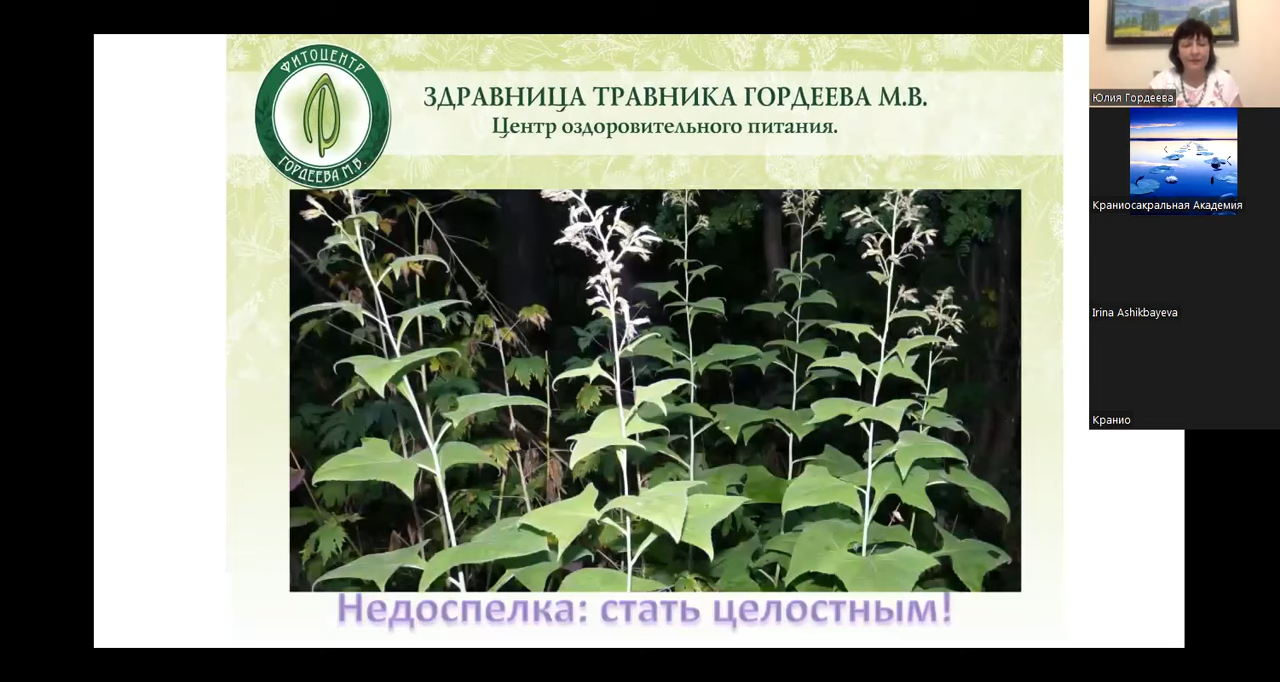 ФИТОЦЕНТР
ГОРДЕЕВА М.В.
ЗДРАВНИЦА ТРАВНИКА ГОРДЕЕВА М.В.
Центр оздоровительного питания.
Недоспелка: стать целостным!
Юлия Гордеева
Краниосакральная Академия
Irina Ashikbayeva
Кранио